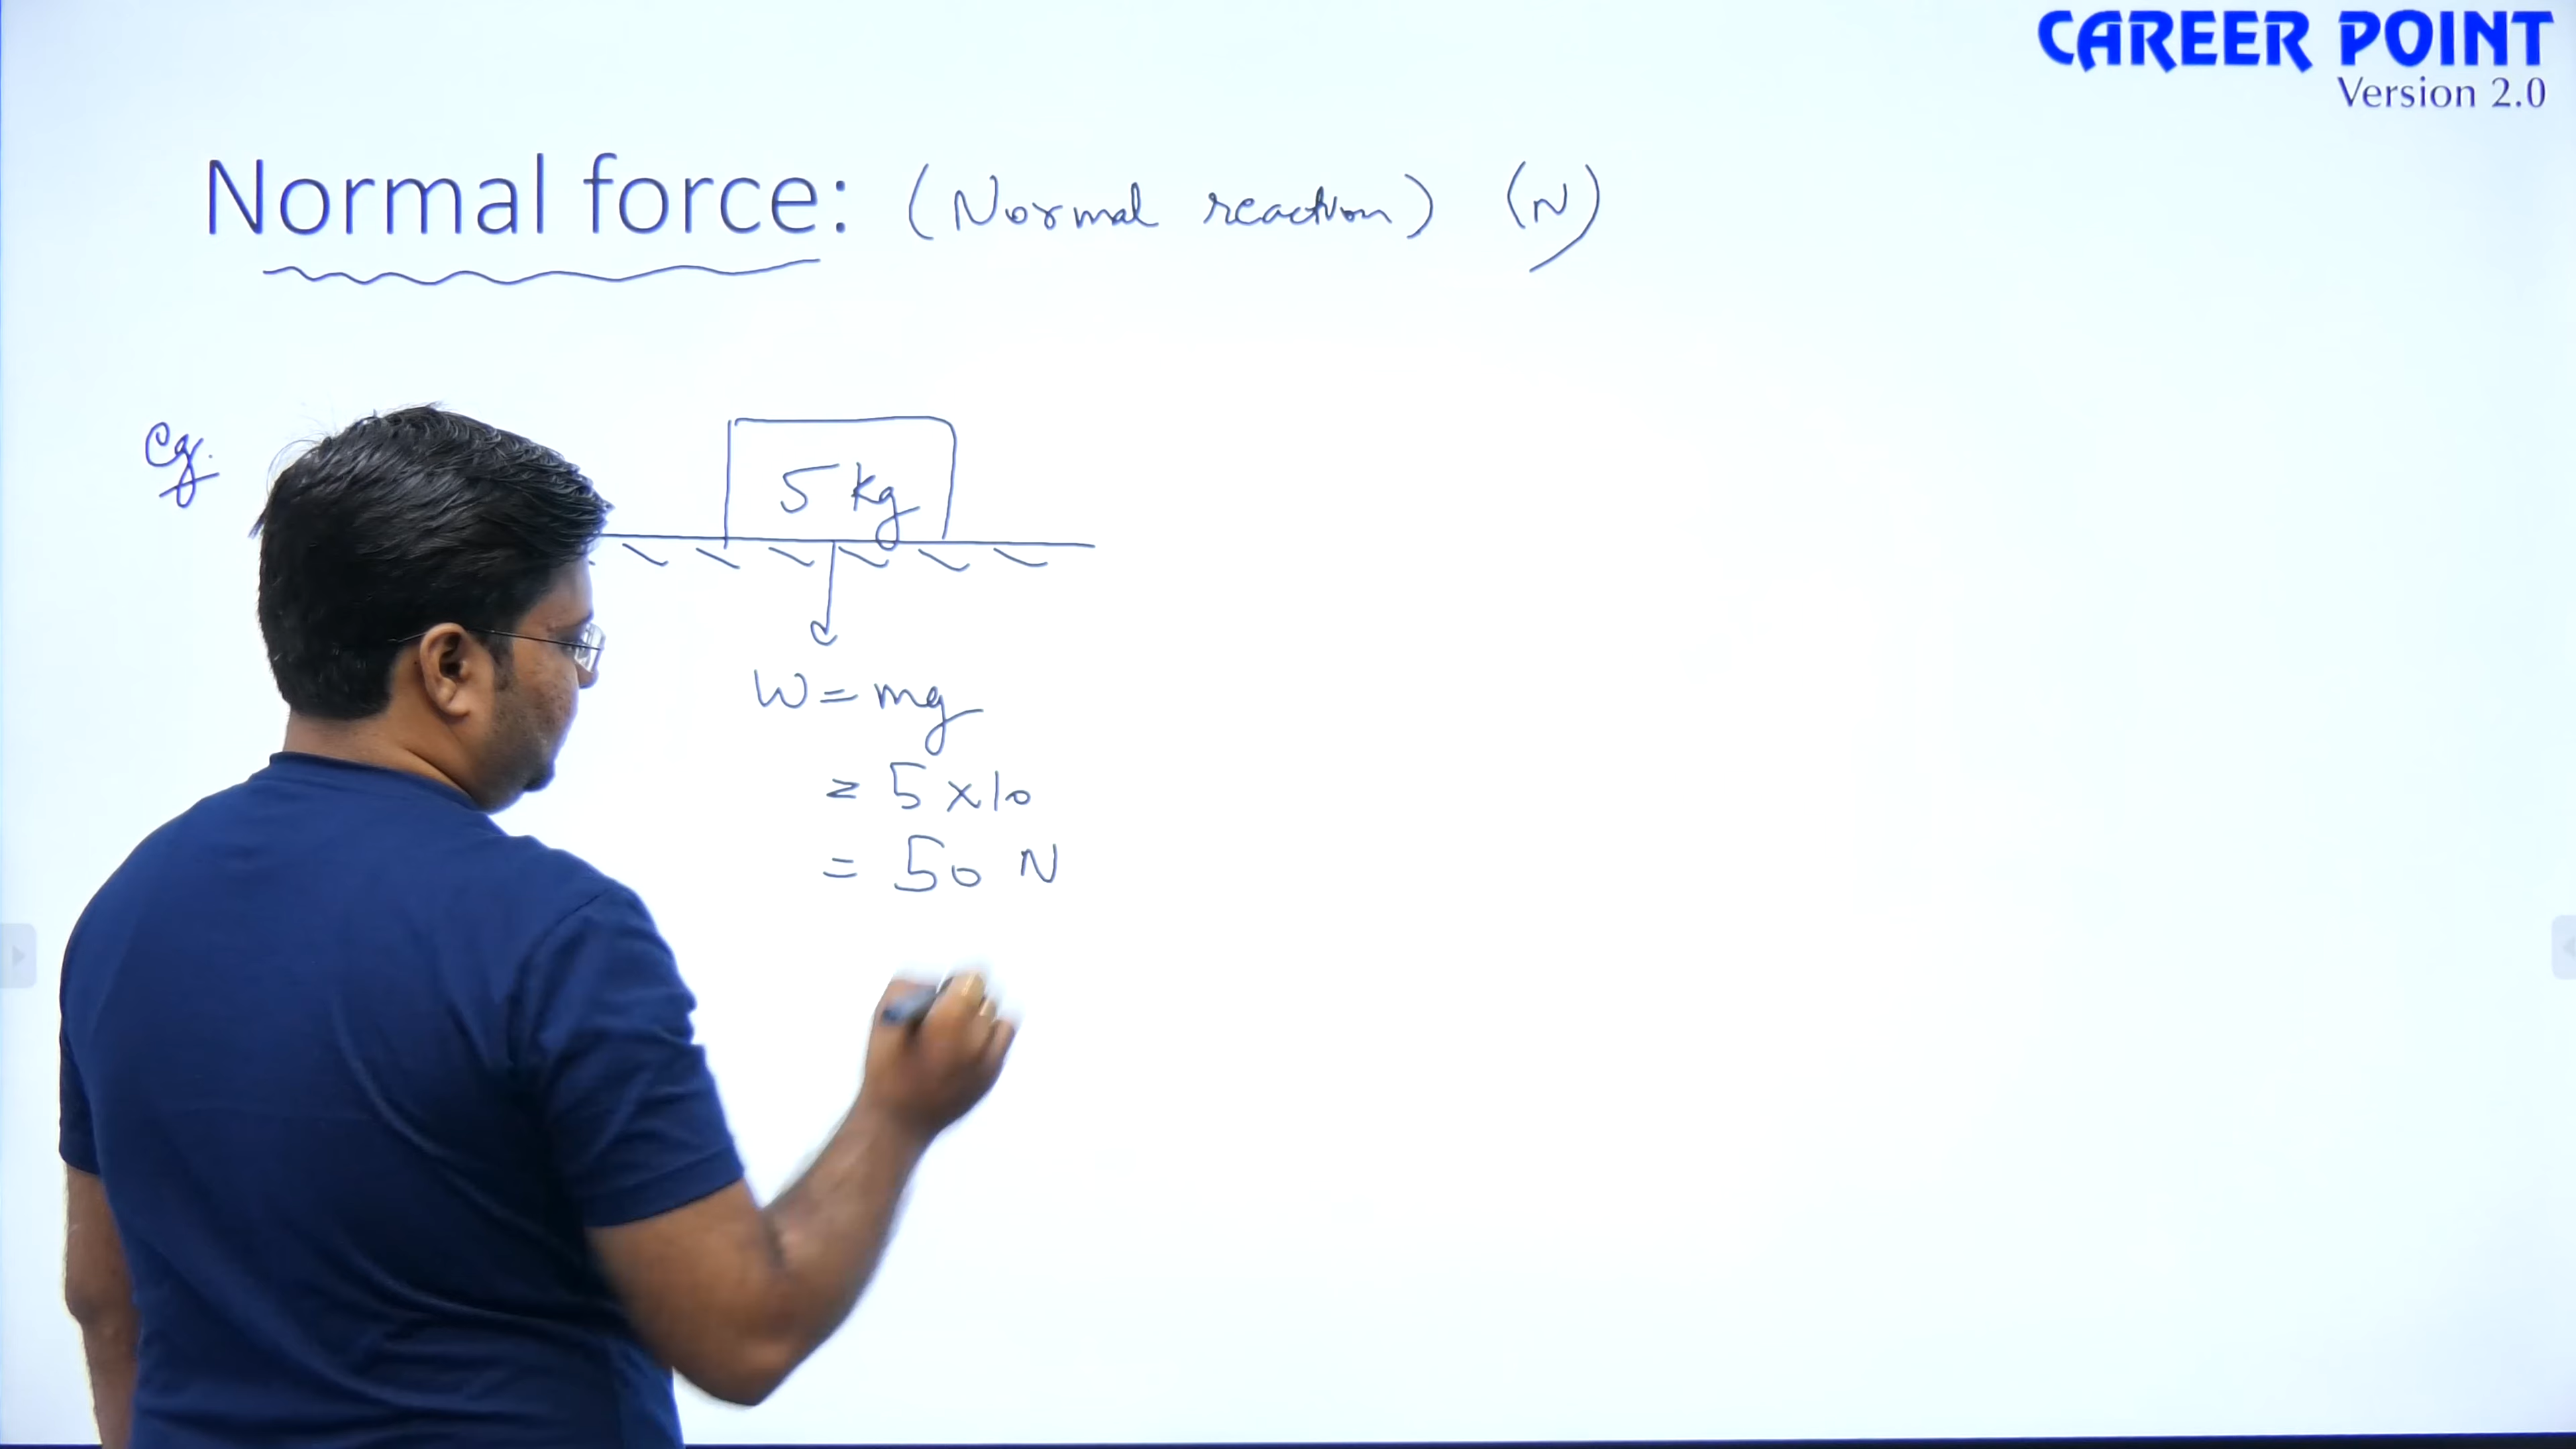 CAREER POINT
Version 2.0
Normal force: (Normal reaction) (N)
Eg.
5 kg
W = mg
= 5 x 10
= 50 N